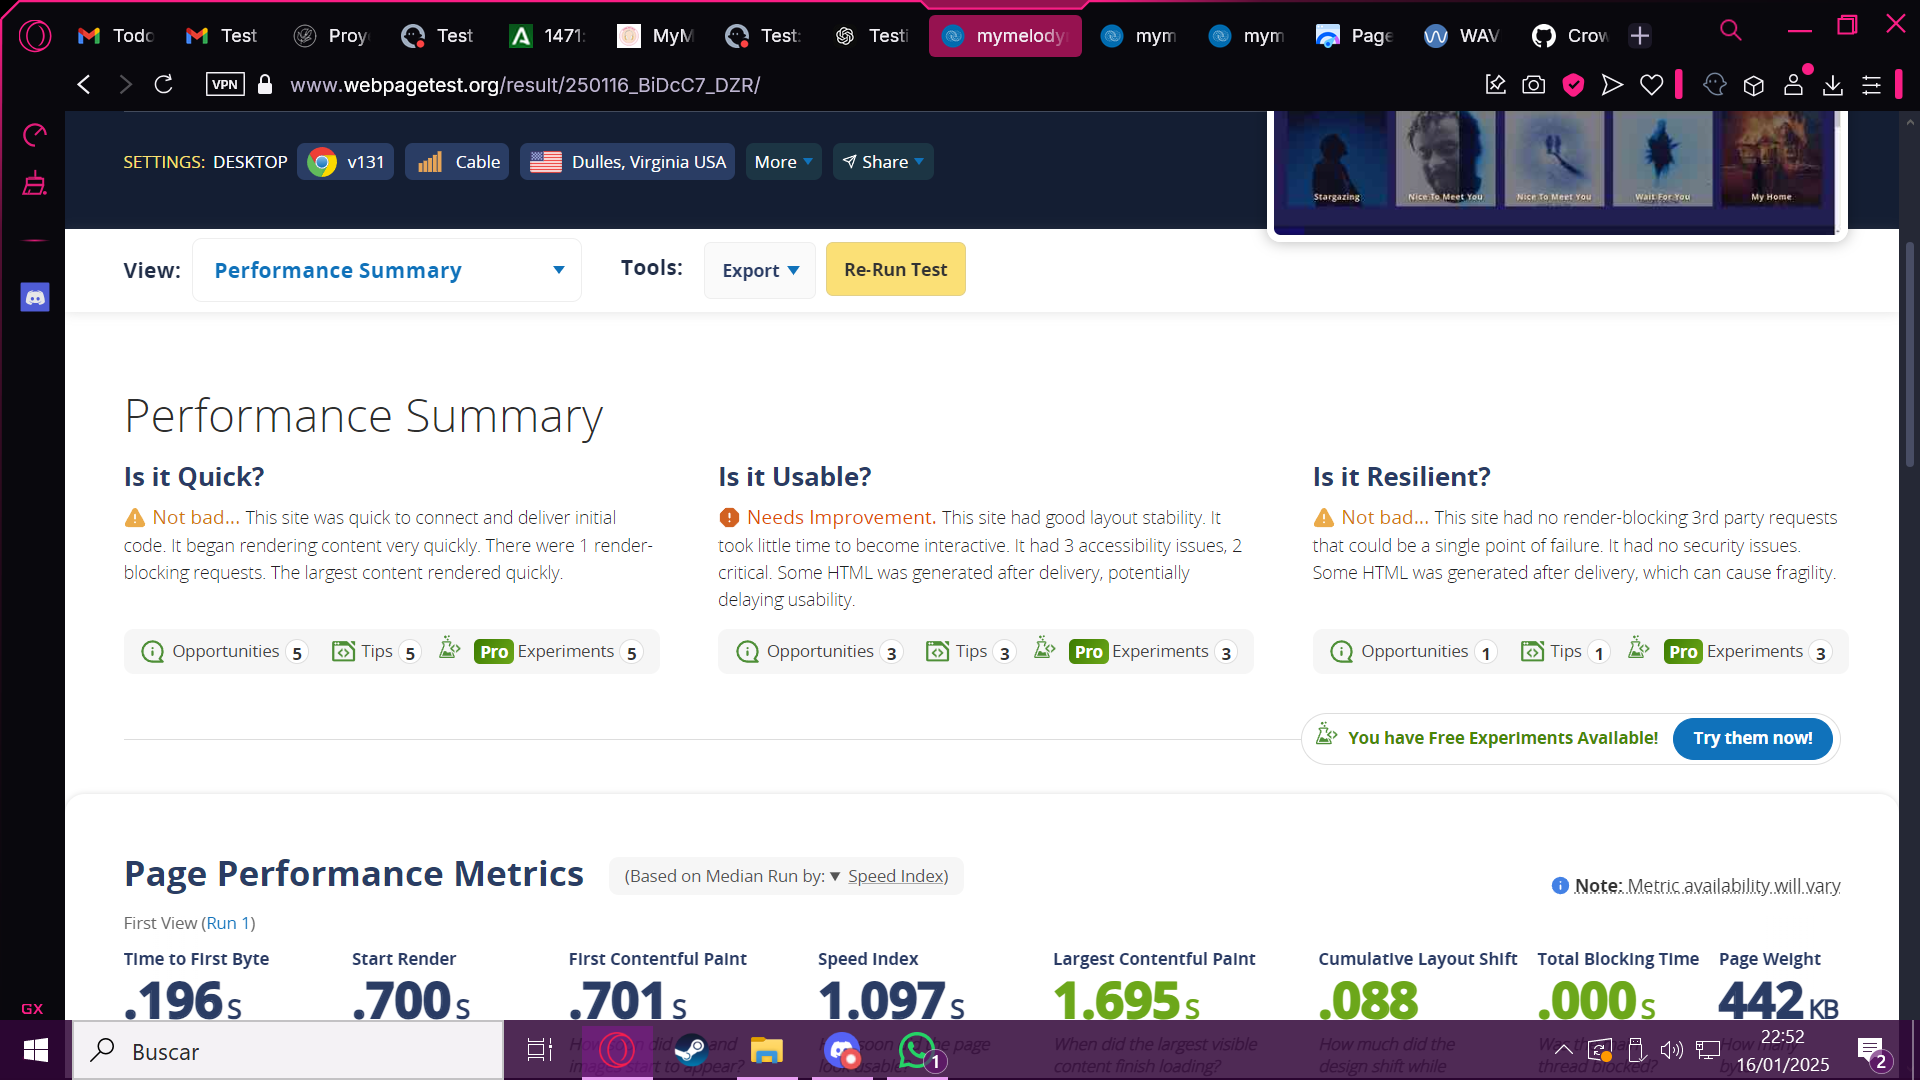 Todo
Test
Proy
Test
1471:
MyM
Test:
Testi
mymelody
mym
mym
Page
WAV
Crow
VPN
www.webpagetest.org/result/250116_BiDcC7_DZR/
SETTINGS: DESKTOP v131 Cable Dulles, Virginia USA More Share
Stargazing
Nice To Meet You
Nice To Meet You
Wait For You
My Home
View: Performance Summary
Tools: Export Re-Run Test
Performance Summary
Is it Quick?
Not bad... This site was quick to connect and deliver initial
code. It began rendering content very quickly. There were 1 render-
blocking requests. The largest content rendered quickly.
Opportunities 5 Tips 5 Pro Experiments 5
Is it Usable?
Needs Improvement. This site had good layout stability. It
took little time to become interactive. It had 3 accessibility issues, 2
critical. Some HTML was generated after delivery, potentially
delaying usability.
Opportunities 3 Tips 3 Pro Experiments 3
Is it Resilient?
Not bad... This site had no render-blocking 3rd party requests
that could be a single point of failure. It had no security issues.
Some HTML was generated after delivery, which can cause fragility.
Opportunities 1 Tips 1 Pro Experiments 3
You have Free Experiments Available! Try them now!
Page Performance Metrics (Based on Median Run by: ▼ Speed Index)
Note: Metric availability will vary
First View (Run 1)
Time to First Byte
.196 s
Start Render
.700 s
First Contentful Paint
.701 s
Speed Index
1.097 s
Largest Contentful Paint
1.695 s
When did the largest visible
content finish loading?
Cumulative Layout Shift
.088
How much did the
design shift while
Total Blocking Time
.000 s
Page Weight
442 KB
GX
Buscar
1
22:52
16/01/2025
2